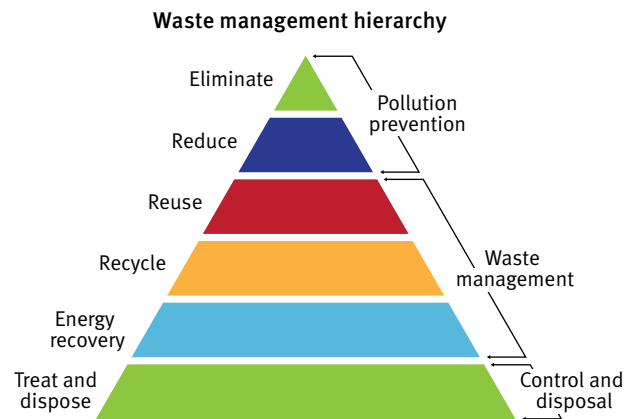 Waste management hierarchy
Eliminate
Pollution
prevention
Reduce
Reuse
Recycle
Waste
management
Energy
recovery
Treat and
dispose
Control and
disposal